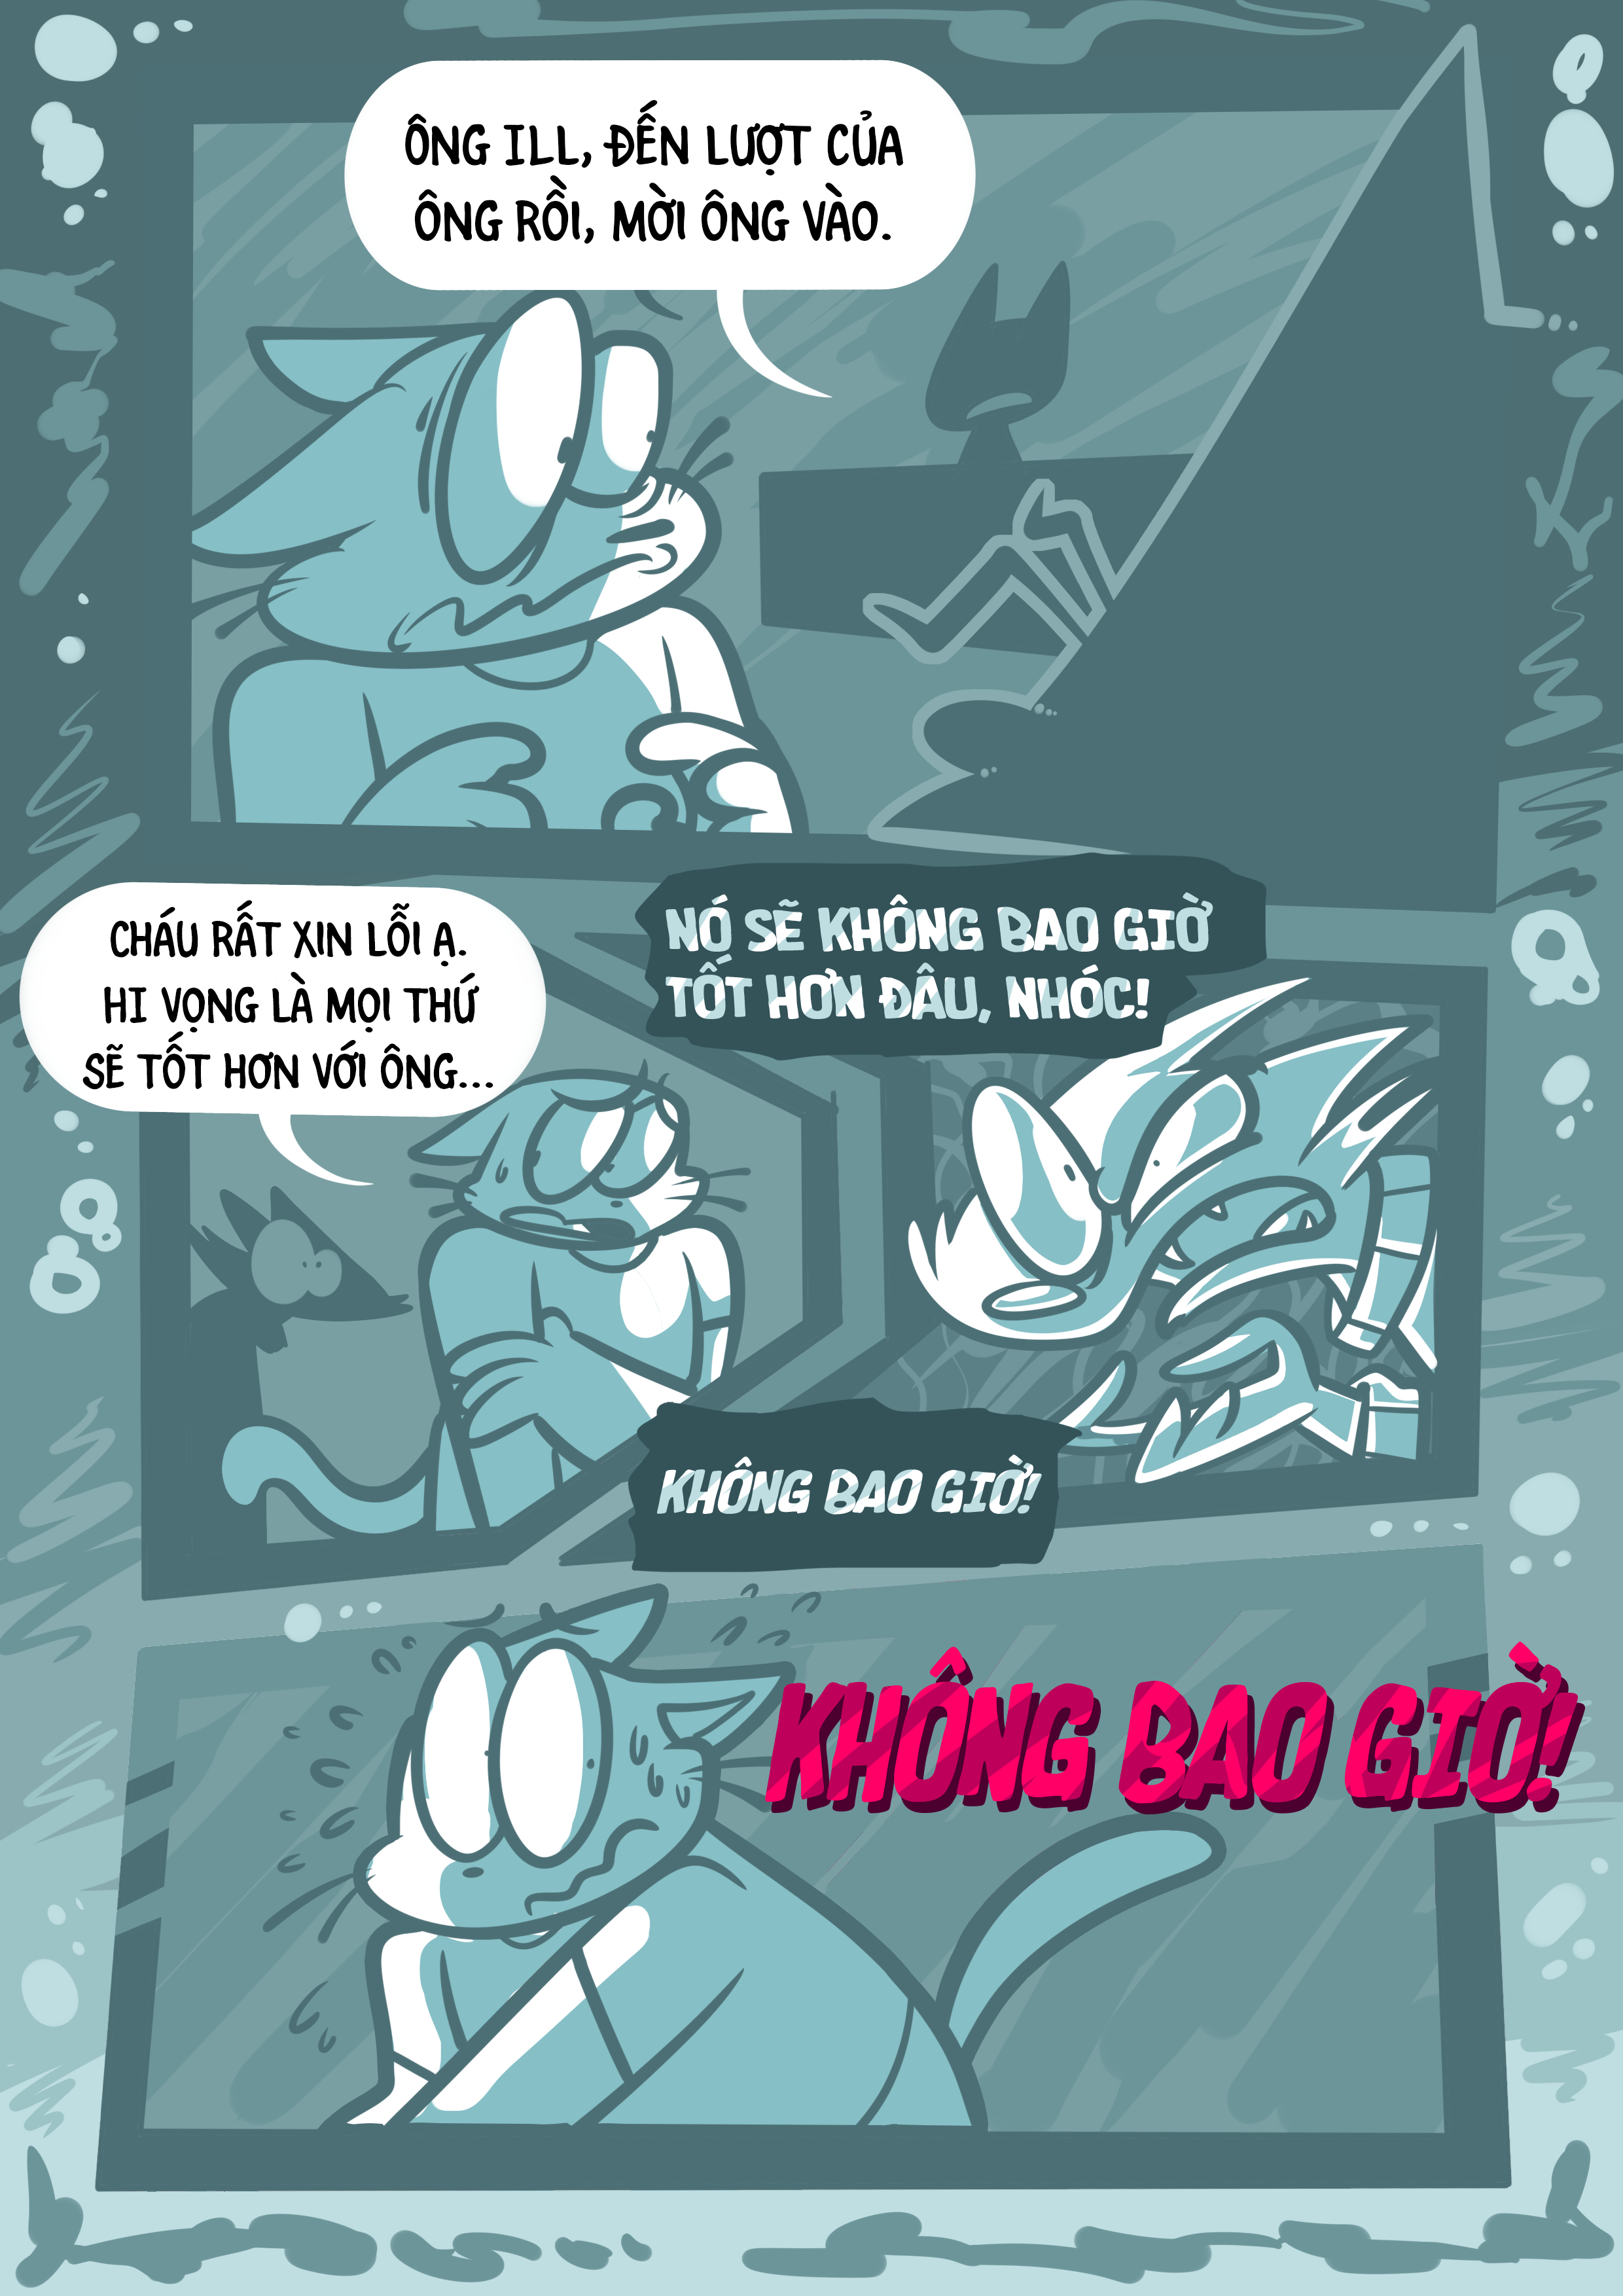 ÔNG ILL, ĐẾN LƯỢT CỦA
ÔNG RỒI, MỜI ÔNG VÀO.
CHÁU RẤT XIN LỖI Ạ.
HI VỌNG LÀ MỌI THỨ
SẼ TỐT HƠN VỚI ÔNG...
NÓ SẼ KHÔNG BAO GIỜ
TỐT HƠN ĐÂU, NHÓC!
KHÔNG BAO GIỜ!
KHÔNG BAO GIỜ!